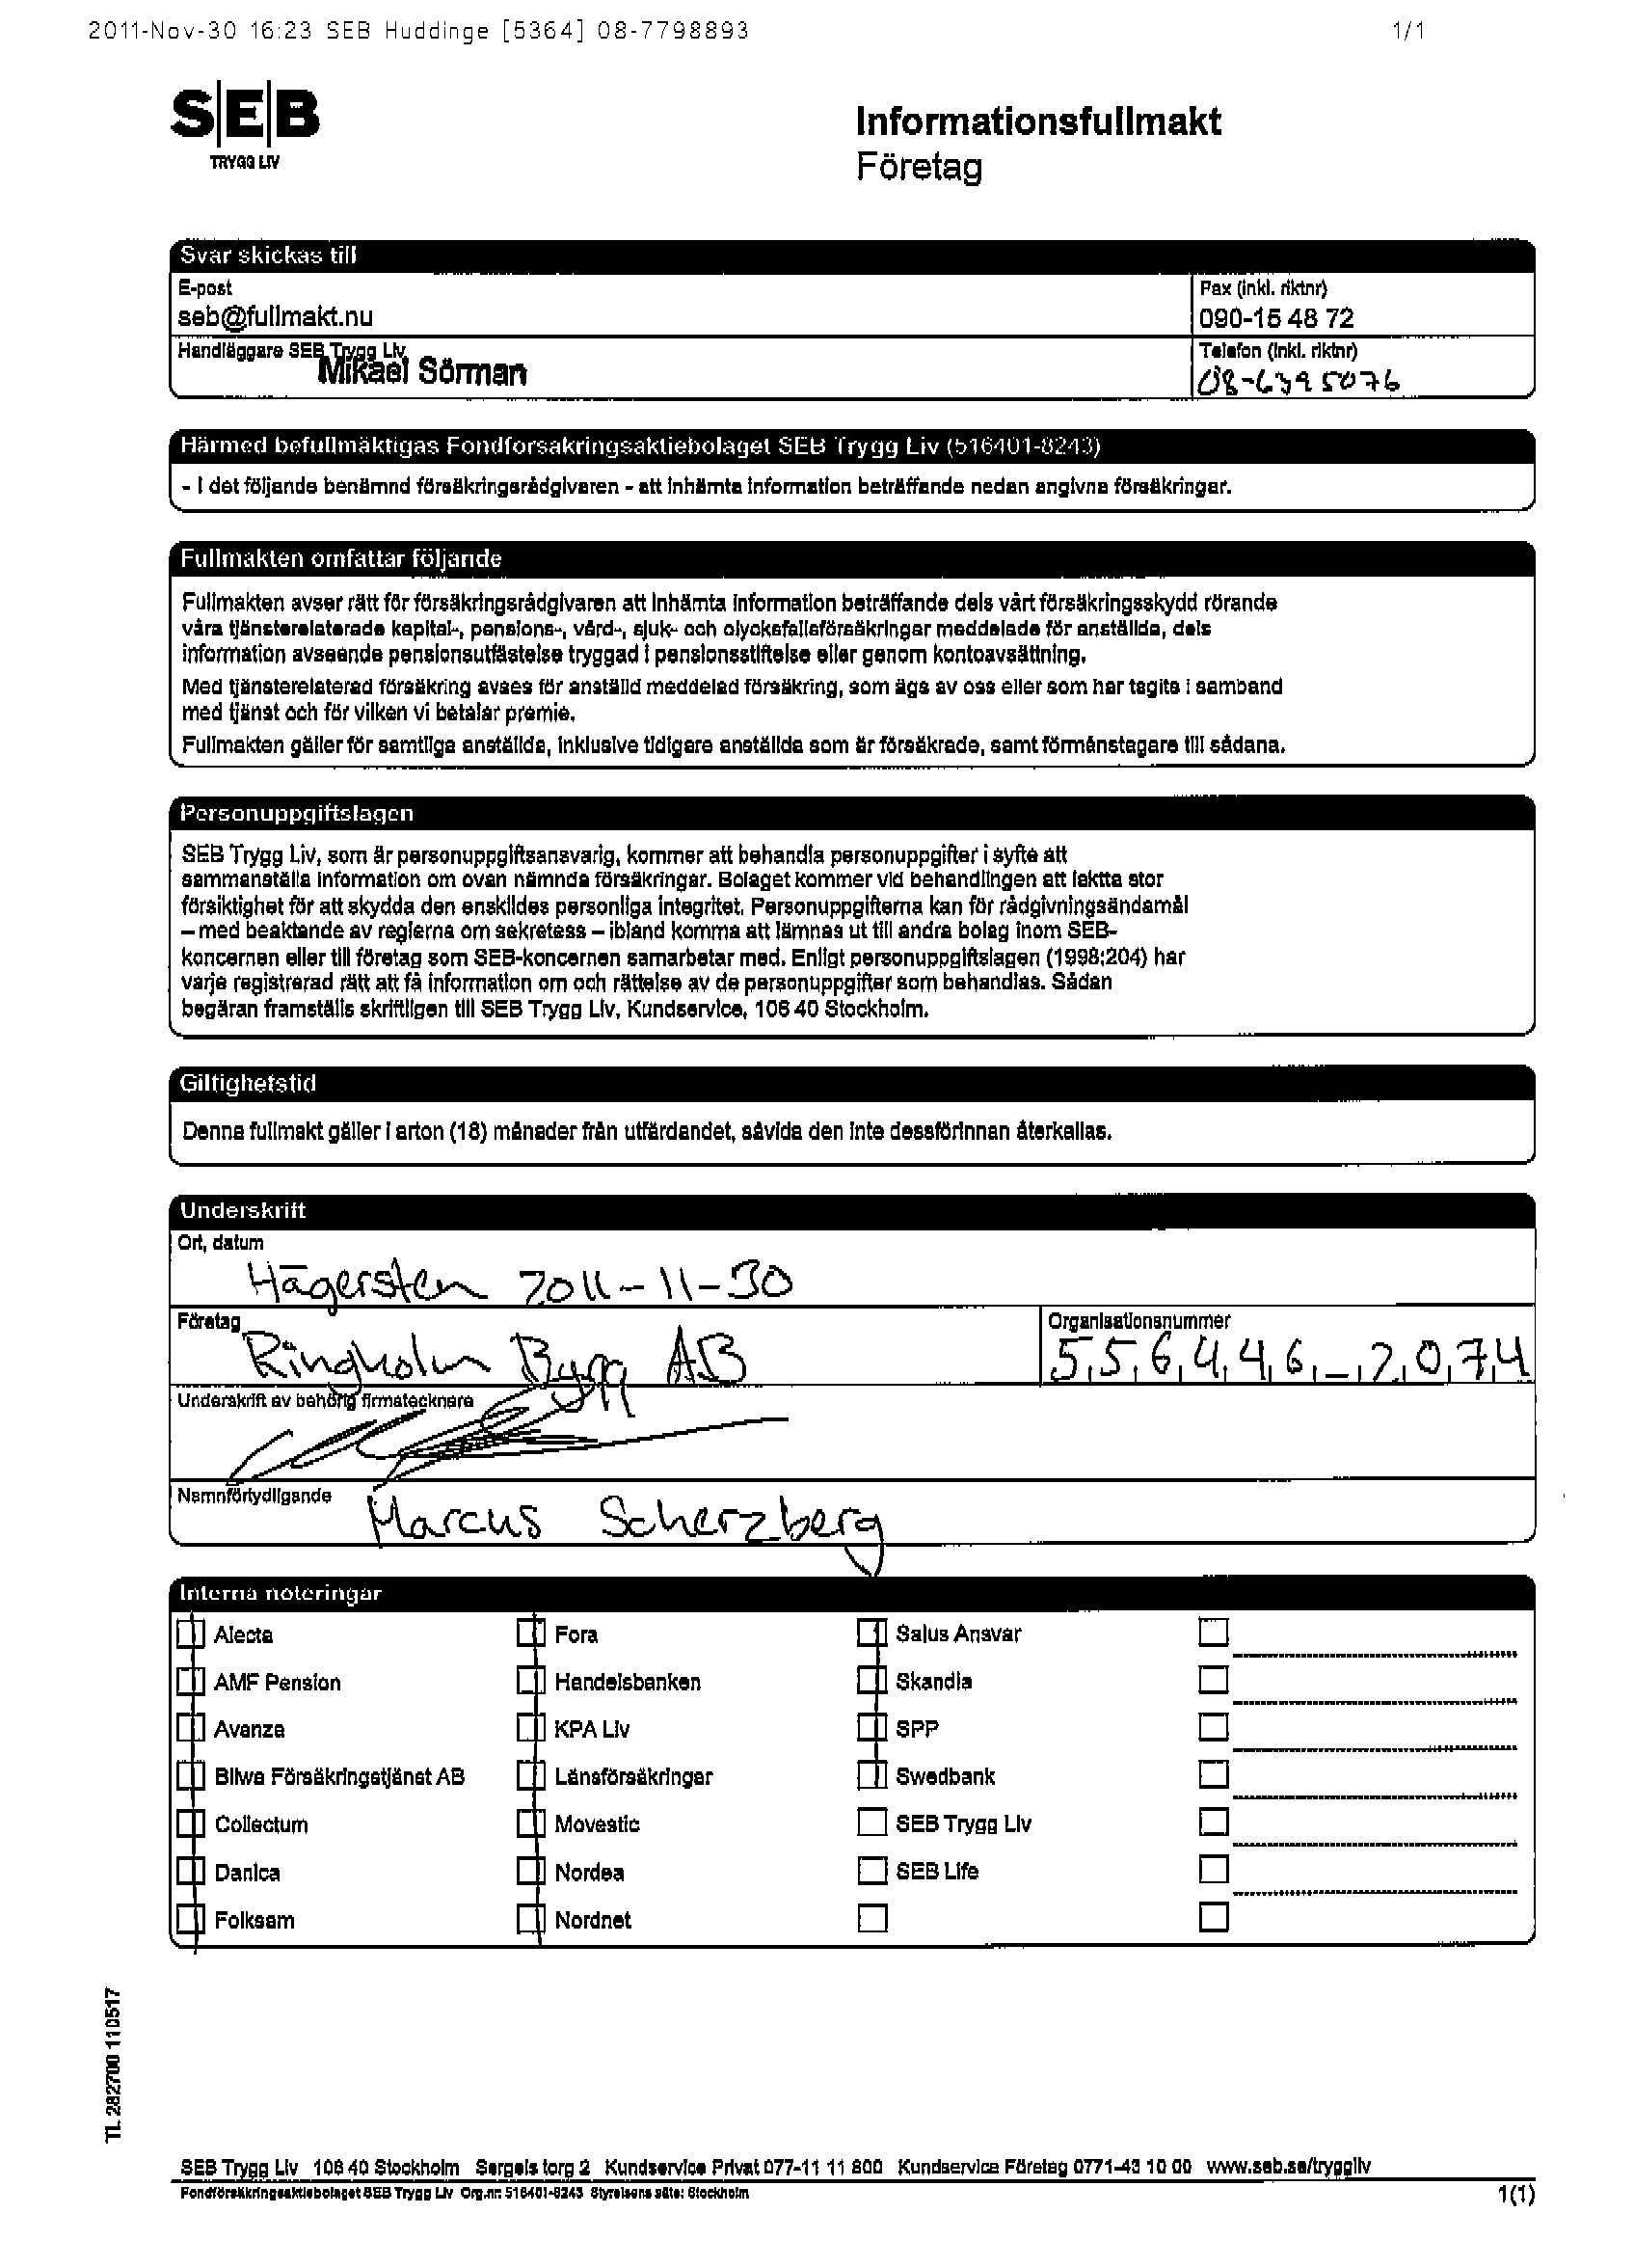 2011-Nov-30 16:23 SEB Huddinge [5364] 08-7798893 1/1
SEB
TRYGG LIV
Informationsfullmakt
Företag
Svar skickas till
E-post
seb@fullmakt.nu
Fax (inkl. riktnr)
090-15 48 72
Handläggare SEB Trygg Liv
Mikael Sörman
Telefon (inkl. riktnr)
08-639 5076
Härmed befullmäktigas Fondförsäkringsaktiebolaget SEB Trygg Liv (516401-8243)
- i det följande benämnd försäkringsrådgivaren - att inhämta information beträffande nedan angivna försäkringar.
Fullmakten omfattar följande
Fullmakten avser rätt för försäkringsrådgivaren att inhämta information beträffande dels vårt försäkringsskydd rörande
våra tjänsterelaterade kapital-, pensions-, vård-, sjuk- och olycksfallsförsäkringar meddelade för anställda, dels
information avseende pensionsutfästelse tryggad i pensionsstiftelse eller genom kontoavsättning.
Med tjänsterelaterad försäkring avses för anställd meddelad försäkring, som ägs av oss eller som har tagits i samband
med tjänst och för vilken vi betalar premie.
Fullmakten gäller för samtliga anställda, inklusive tidigare anställda som är försäkrade, samt förmånstagare till sådana.
Personuppgiftslagen
SEB Trygg Liv, som är personuppgiftsansvarig, kommer att behandla personuppgifter i syfte att
sammanställa information om ovan nämnda försäkringar. Bolaget kommer vid behandlingen att iaktta stor
försiktighet för att skydda den enskildes personliga integritet. Personuppgifterna kan för rådgivningsändamål
– med beaktande av reglerna om sekretess – ibland komma att lämnas ut till andra bolag inom SEB-
koncernen eller till företag som SEB-koncernen samarbetar med. Enligt personuppgiftslagen (1998:204) har
varje registrerad rätt att få information om och rättelse av de personuppgifter som behandlas. Sådan
begäran framställs skriftligen till SEB Trygg Liv, Kundservice, 106 40 Stockholm.
Giltighetstid
Denna fullmakt gäller i arton (18) månader från utfärdandet, såvida den inte dessförinnan återkallas.
Underskrift
Ort, datum
Hägersten 2011-11-30
Företag
Ringholm Bygg AB
Organisationsnummer
556446-2074
Underskrift av behörig firmatecknare
Namnförtydligande
Marcus Scherzberg
Interna noteringar
Alecta Fora Salus Ansvar
AMF Pension Handelsbanken Skandia
Avanza KPA Liv SPP
Bliwa Försäkringstjänst AB Länsförsäkringar Swedbank
Collectum Movestic SEB Trygg Liv
Danica Nordea SEB Life
Folksam Nordnet
TL 282700 110517
SEB Trygg Liv 106 40 Stockholm Sergels torg 2 Kundservice Privat 077-11 11 800 Kundservice Företag 0771-43 10 00 www.seb.se/tryggliv
Fondförsäkringsaktiebolaget SEB Trygg Liv Org.nr: 516401-8243 Styrelsens säte: Stockholm
1(1)